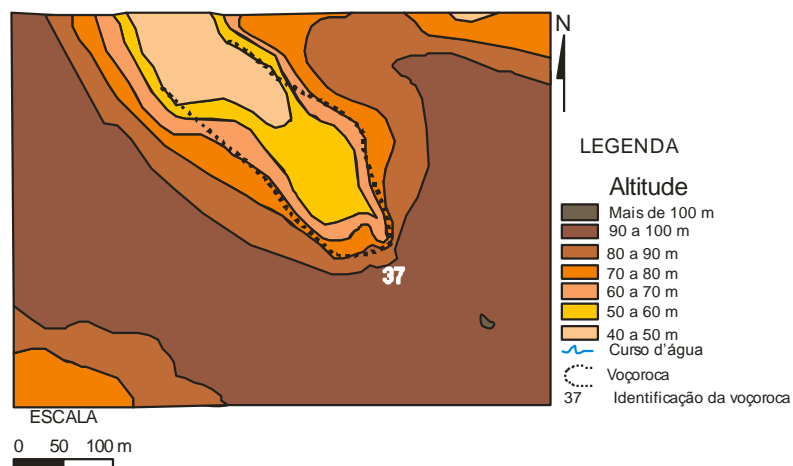 N
37
LEGENDA
Altitude
Mais de 100 m
90 a 100 m
80 a 90 m
70 a 80 m
60 a 70 m
50 a 60 m
40 a 50 m
Curso d'água
Voçoroca
37 Identificação da voçoroca
ESCALA
0 50 100 m